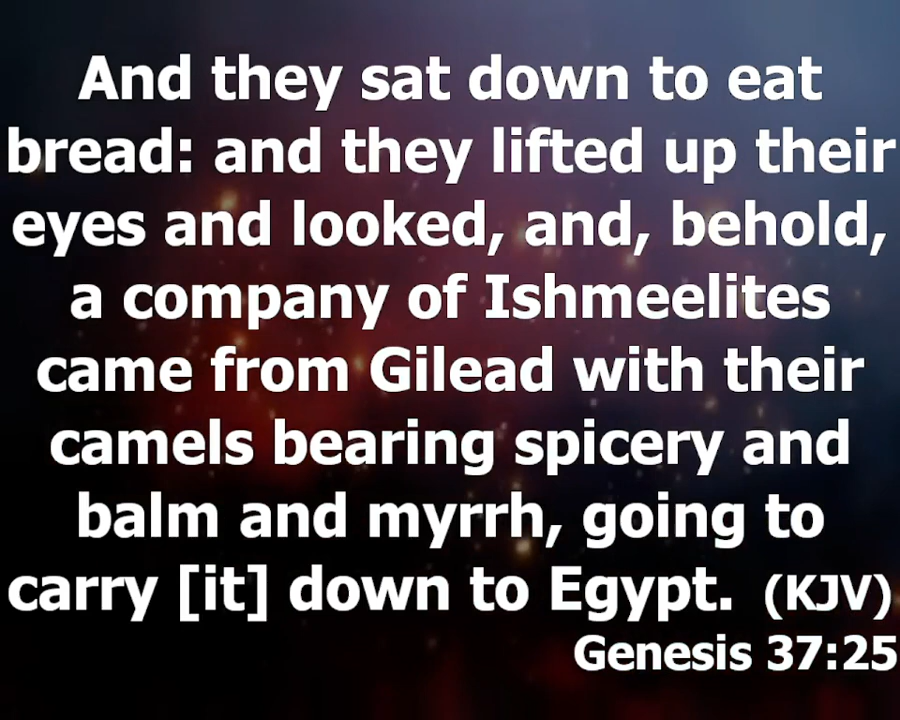 And they sat down to eat
bread: and they lifted up their
eyes and looked, and, behold,
a company of Ishmeelites
came from Gilead with their
camels bearing spicery and
balm and myrrh, going to
carry [it] down to Egypt. (KJV)
Genesis 37:25